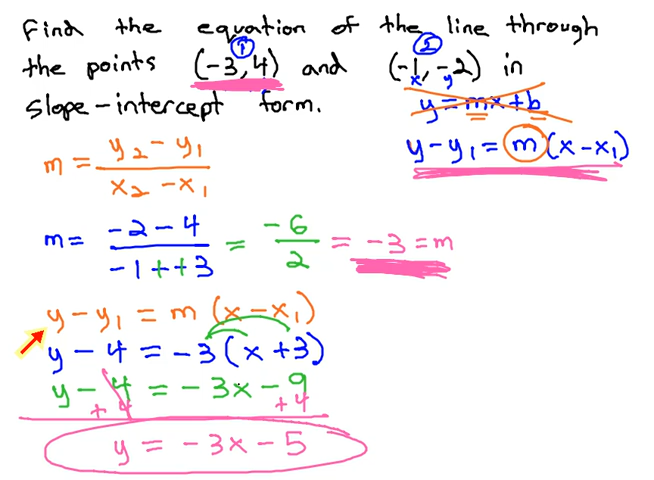 Find the equation of the line through
① ②
the points (-3, 4) and (-1, -2) in
x y
slope-intercept form.
y = mx + b
y - y₁ = m (x - x₁)
m = y₂ - y₁ / x₂ - x₁
m = -2 - 4 / -1 + + 3 = -6 / 2 = -3 = m
y - y₁ = m (x - x₁)
y - 4 = -3 (x + 3)
y - 4 = - 3x - 9
+ 4 + 4
y = - 3x - 5